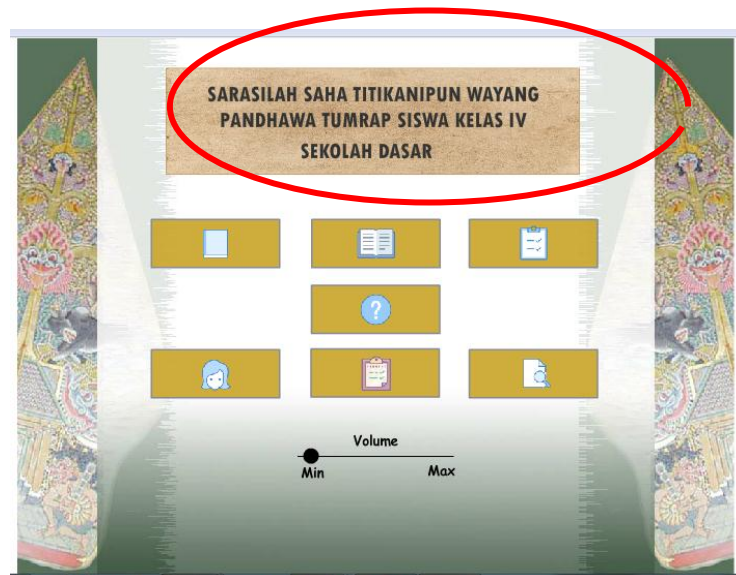 SARASILAH SAHA TITIKANIPUN WAYANG
PANDHAWA TUMRAP SISWA KELAS IV
SEKOLAH DASAR
?
Volume
Min Max